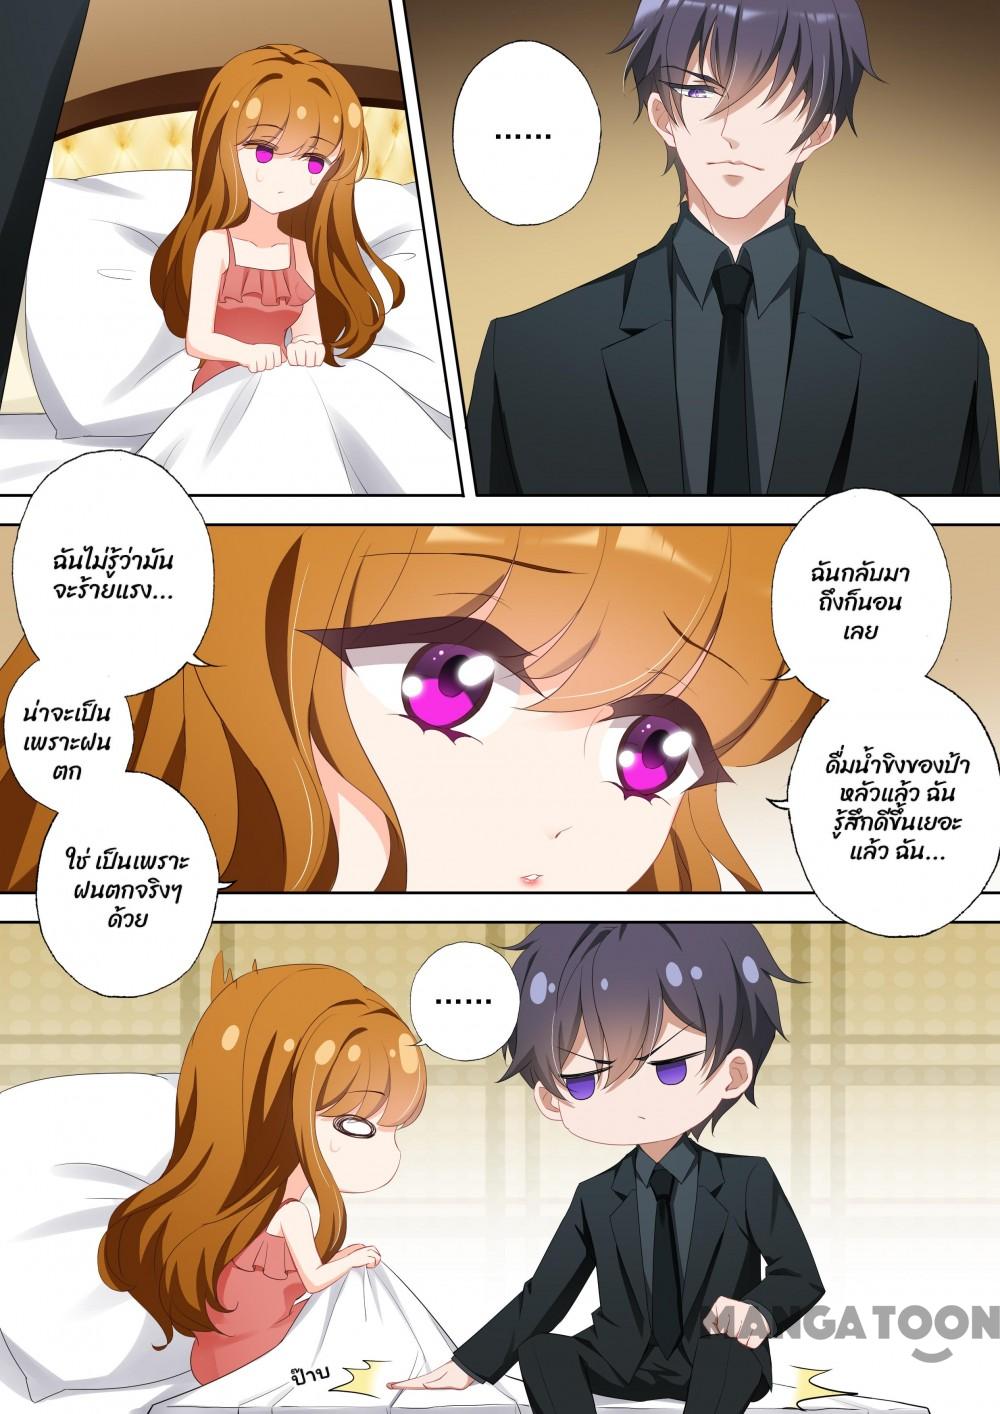 ......
ฉันไม่รู้ว่ามัน
จะร้ายแรง...
น่าจะเป็น
เพราะฝน
ตก
ใช่ เป็นเพราะ
ฝนตกจริงๆ
ด้วย
ฉันกลับมา
ถึงก็นอน
เลย
ดื่มน้ำขิงของป้า
หลัวแล้ว ฉัน
รู้สึกดีขึ้นเยอะ
แล้ว ฉัน...
......
ป๊าบ
MANGATOON